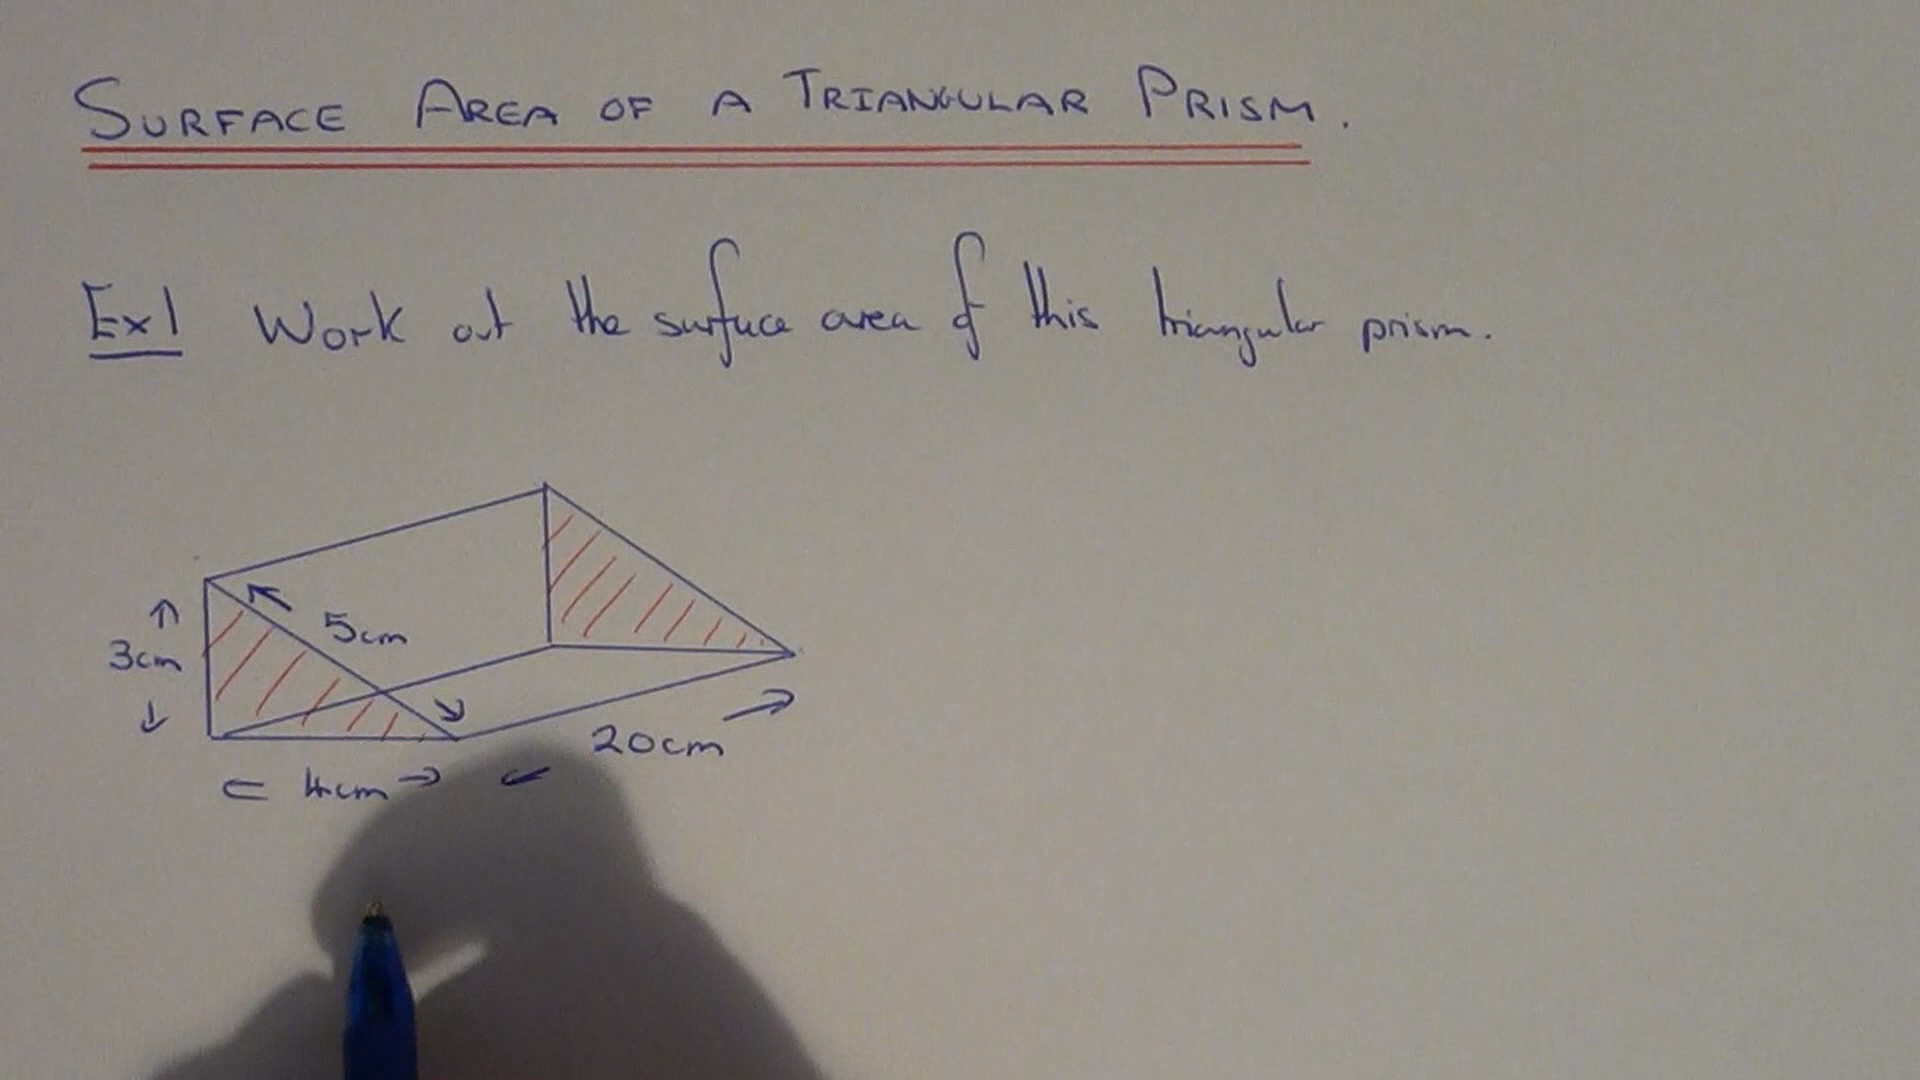 SURFACE AREA OF A TRIANGULAR PRISM.
Ex1 Work out the surface area of this triangular prism.
5cm
3cm
20cm
4cm